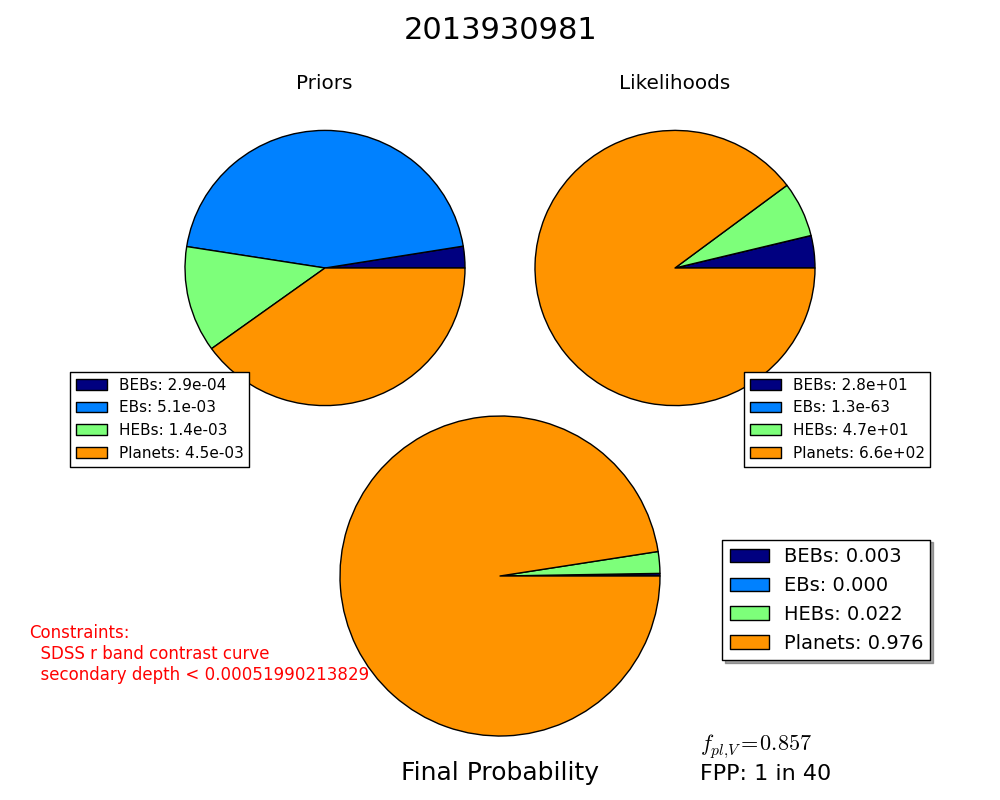 2013930981
Priors
Likelihoods
BEBs: 2.9e-04
EBs: 5.1e-03
HEBs: 1.4e-03
Planets: 4.5e-03
BEBs: 2.8e+01
EBs: 1.3e-63
HEBs: 4.7e+01
Planets: 6.6e+02
BEBs: 0.003
EBs: 0.000
HEBs: 0.022
Planets: 0.976
Constraints:
SDSS r band contrast curve
secondary depth < 0.00051990213829
f_{pl,V}=0.857
Final Probability
FPP: 1 in 40